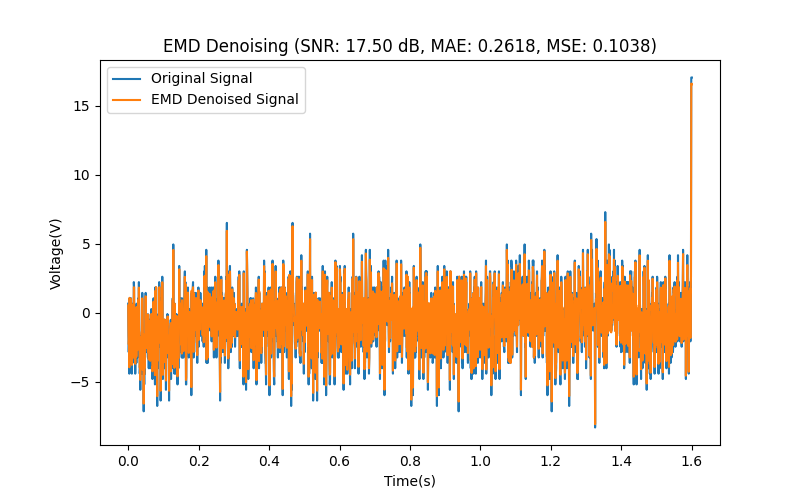 EMD Denoising (SNR: 17.50 dB, MAE: 0.2618, MSE: 0.1038)
Original Signal
EMD Denoised Signal
15
10
5
0
−5
Voltage(V)
0.0 0.2 0.4 0.6 0.8 1.0 1.2 1.4 1.6
Time(s)